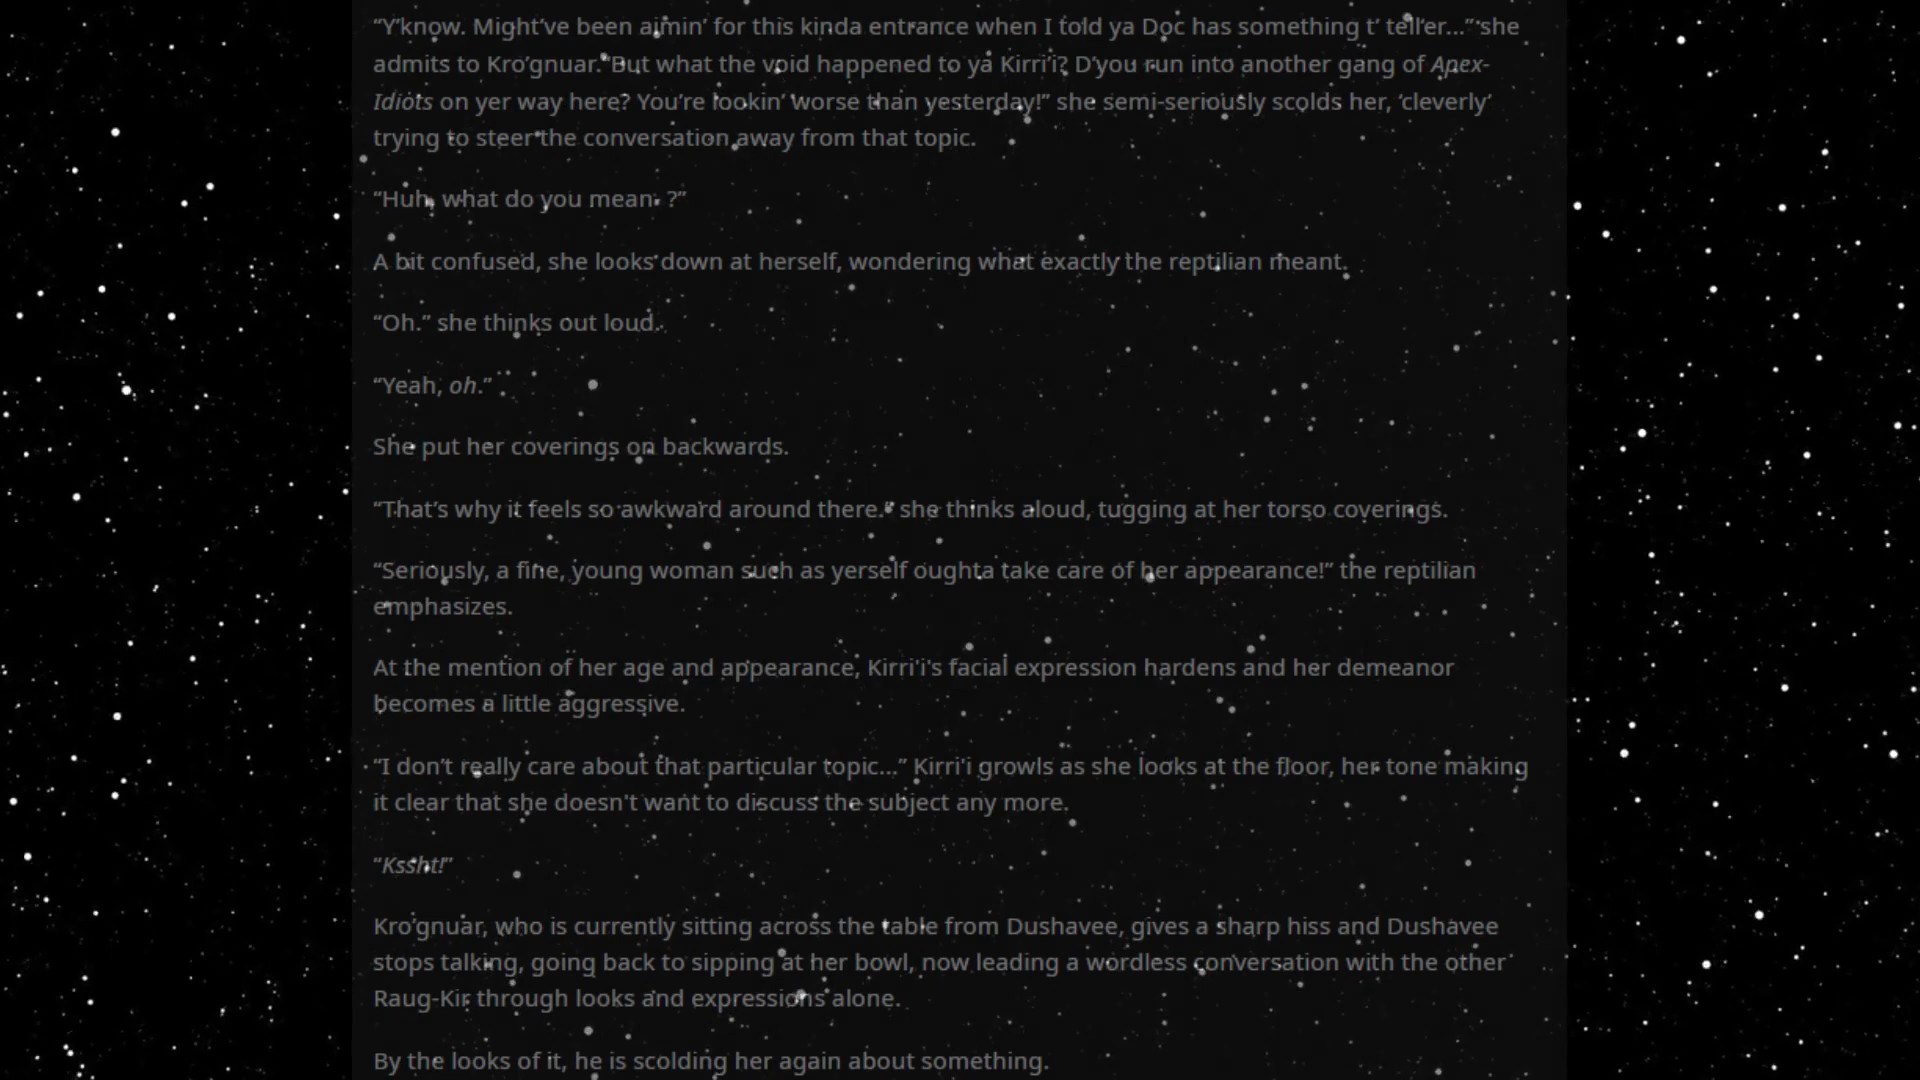 “Y’know. Might’ve been aimin’ for this kinda entrance when I told ya Doc has something t’ tell’er...” she
admits to Kro’gnuar. “But what the void happened to ya Kirri’i? D’you run into another gang of Apex-
Idiots on yer way here? You’re lookin’ worse than yesterday!” she semi-seriously scolds her, ‘cleverly’
trying to steer the conversation away from that topic.
“Huh, what do you mean- ?”
A bit confused, she looks down at herself, wondering what exactly the reptilian meant.
“Oh.” she thinks out loud.
“Yeah, oh.”
She put her coverings on backwards.
“That’s why it feels so awkward around there.” she thinks aloud, tugging at her torso coverings.
“Seriously, a fine, young woman such as yerself oughta take care of her appearance!” the reptilian
emphasizes.
At the mention of her age and appearance, Kirri'i's facial expression hardens and her demeanor
becomes a little aggressive.
“I don’t really care about that particular topic...” Kirri'i growls as she looks at the floor, her tone making
it clear that she doesn't want to discuss the subject any more.
“Kssht!”
Kro’gnuar, who is currently sitting across the table from Dushavee, gives a sharp hiss and Dushavee
stops talking, going back to sipping at her bowl, now leading a wordless conversation with the other
Raug-Kir through looks and expressions alone.
By the looks of it, he is scolding her again about something.